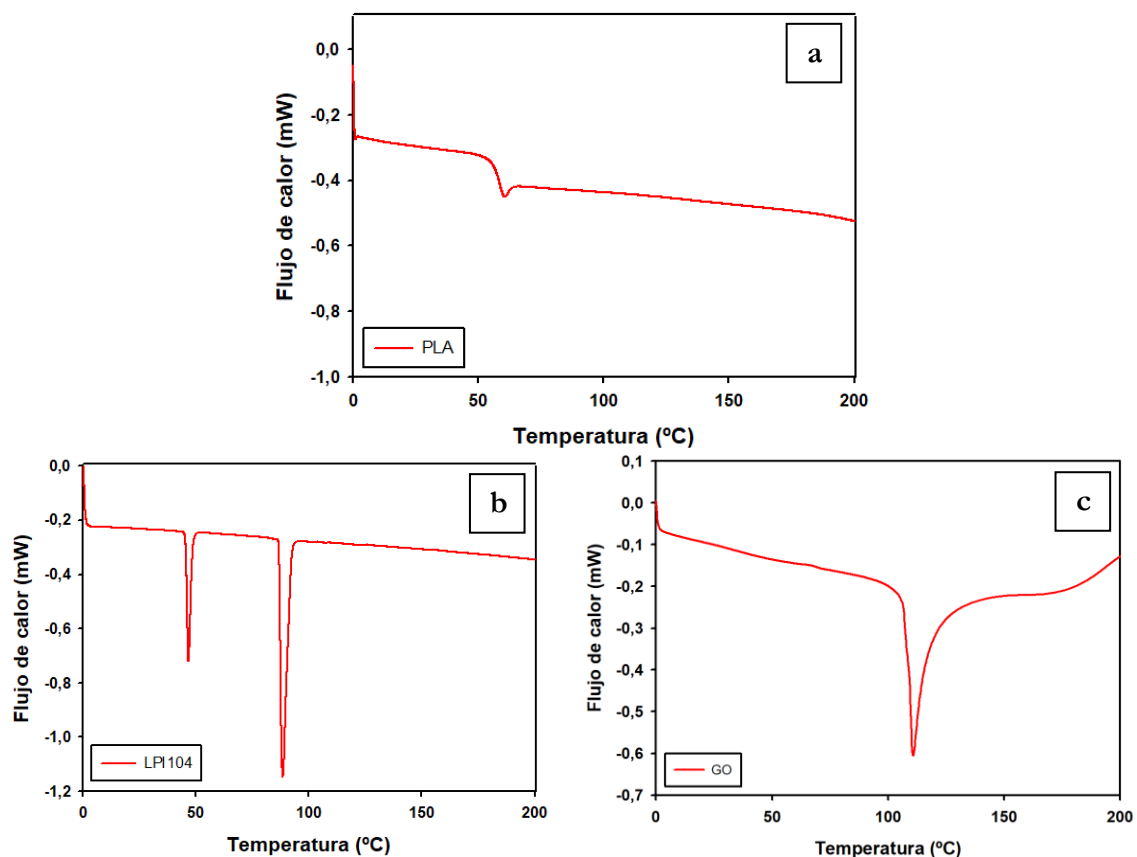 a
0,0
-0,2
-0,4
-0,6
-0,8
-1,0
Flujo de calor (mW)
PLA
0 50 100 150 200
Temperatura (ºC)
b
0,0
-0,2
-0,4
-0,6
-0,8
-1,0
-1,2
Flujo de calor (mW)
LPI104
0 50 100 150 200
Temperatura (ºC)
c
0,1
0,0
-0,1
-0,2
-0,3
-0,4
-0,5
-0,6
-0,7
Flujo de calor (mW)
GO
0 50 100 150 200
Temperatura (ºC)